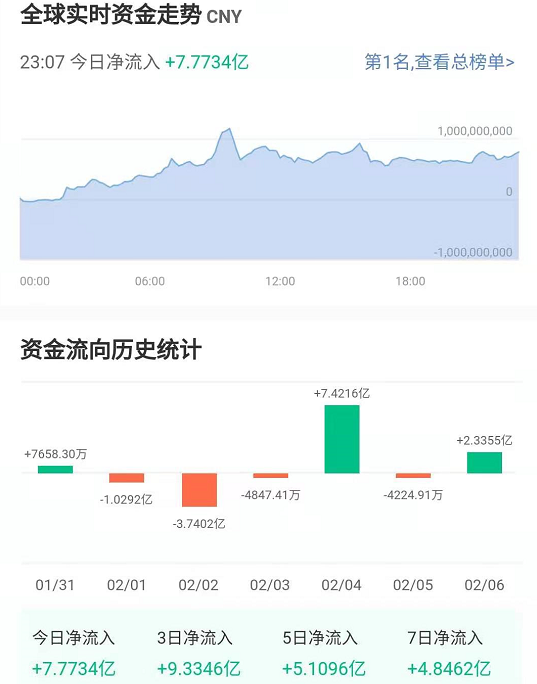 全球实时资金走势 CNY
23:07 今日净流入 +7.7734亿 第1名,查看总榜单>
1,000,000,000
0
-1,000,000,000
00:00 06:00 12:00 18:00
资金流向历史统计
+7.4216亿
+2.3355亿
+7658.30万
-1.0292亿 -4847.41万 -4224.91万
-3.7402亿
01/31 02/01 02/02 02/03 02/04 02/05 02/06
今日净流入 3日净流入 5日净流入 7日净流入
+7.7734亿 +9.3346亿 +5.1096亿 +4.8462亿